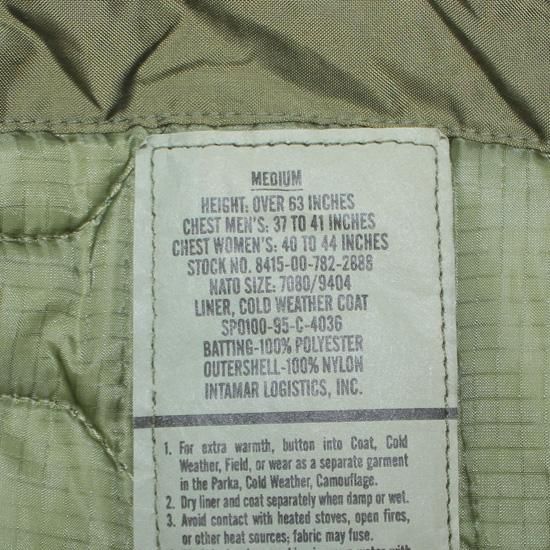 MEDIUM
HEIGHT: OVER 63 INCHES
CHEST MEN'S: 37 TO 41 INCHES
CHEST WOMEN'S: 40 TO 44 INCHES
STOCK NO. 8415-00-782-2888
NATO SIZE: 7080/9404
LINER, COLD WEATHER COAT
SPO100-95-C-4036
BATTING-100% POLYESTER
OUTERSHELL-100% NYLON
INTAMAR LOGISTICS, INC.
1. For extra warmth, button into Coat, Cold
Weather, Field, or wear as a separate garment
in the Parka, Cold Weather, Camouflage.
2. Dry liner and coat separately when damp or wet.
3. Avoid contact with heated stoves, open fires,
or other heat sources; fabric may fuse.